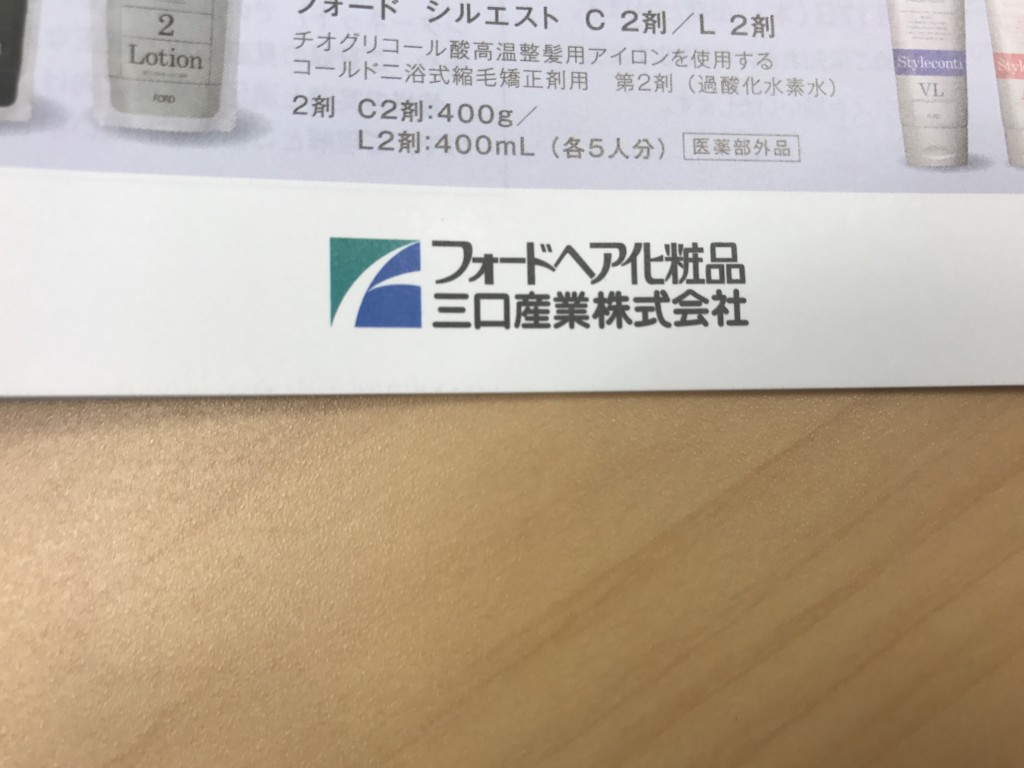 フォード シルエスト C 2剤／L 2剤
チオグリコール酸高温整髪用アイロンを使用する
コールド二浴式縮毛矯正剤用 第2剤（過酸化水素水）
2剤 C2剤：400g／
L2剤：400mL（各5人分） 医薬部外品
2
Lotion
FORD
Styleconti
VL
フォードヘア化粧品
三口産業株式会社